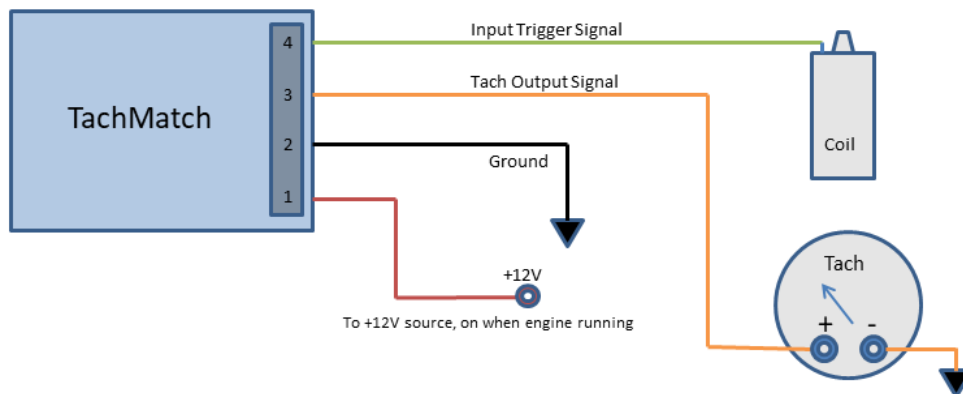 Input Trigger Signal
4
Tach Output Signal
3
TachMatch
2
Coil
Ground
1
Tach
+12V
To +12V source, on when engine running
+ -